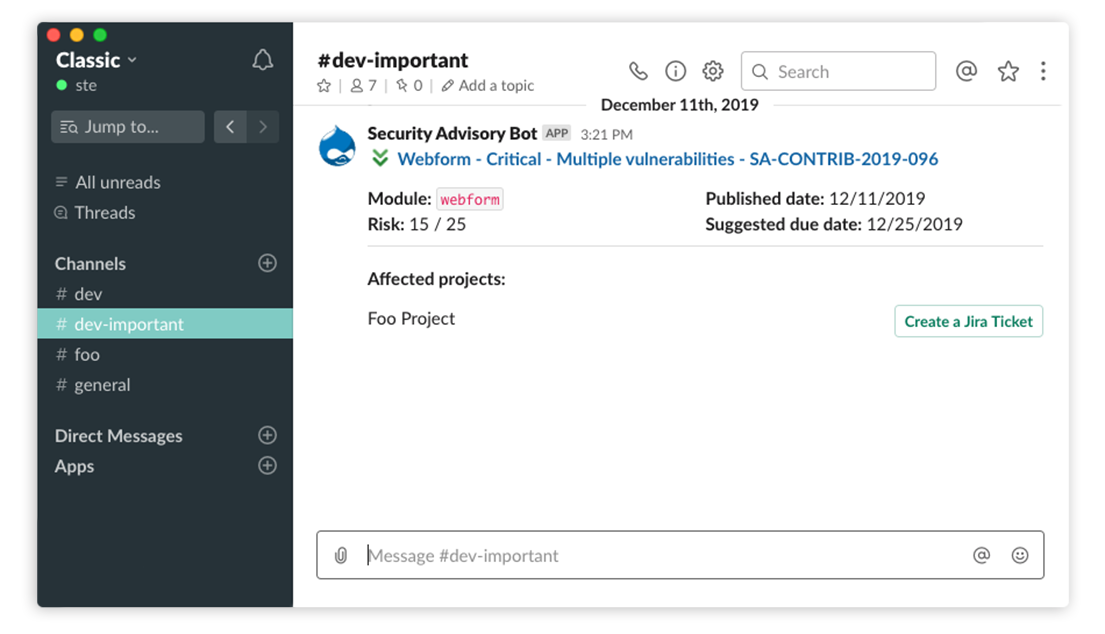 Classic
ste
Jump to...
All unreads
Threads
Channels
# dev
# dev-important
# foo
# general
Direct Messages
Apps
#dev-important
7 | 0 | Add a topic
Search
December 11th, 2019
Security Advisory Bot APP 3:21 PM
Webform - Critical - Multiple vulnerabilities - SA-CONTRIB-2019-096
Module: webform
Published date: 12/11/2019
Risk: 15 / 25
Suggested due date: 12/25/2019
Affected projects:
Foo Project
Create a Jira Ticket
Message #dev-important